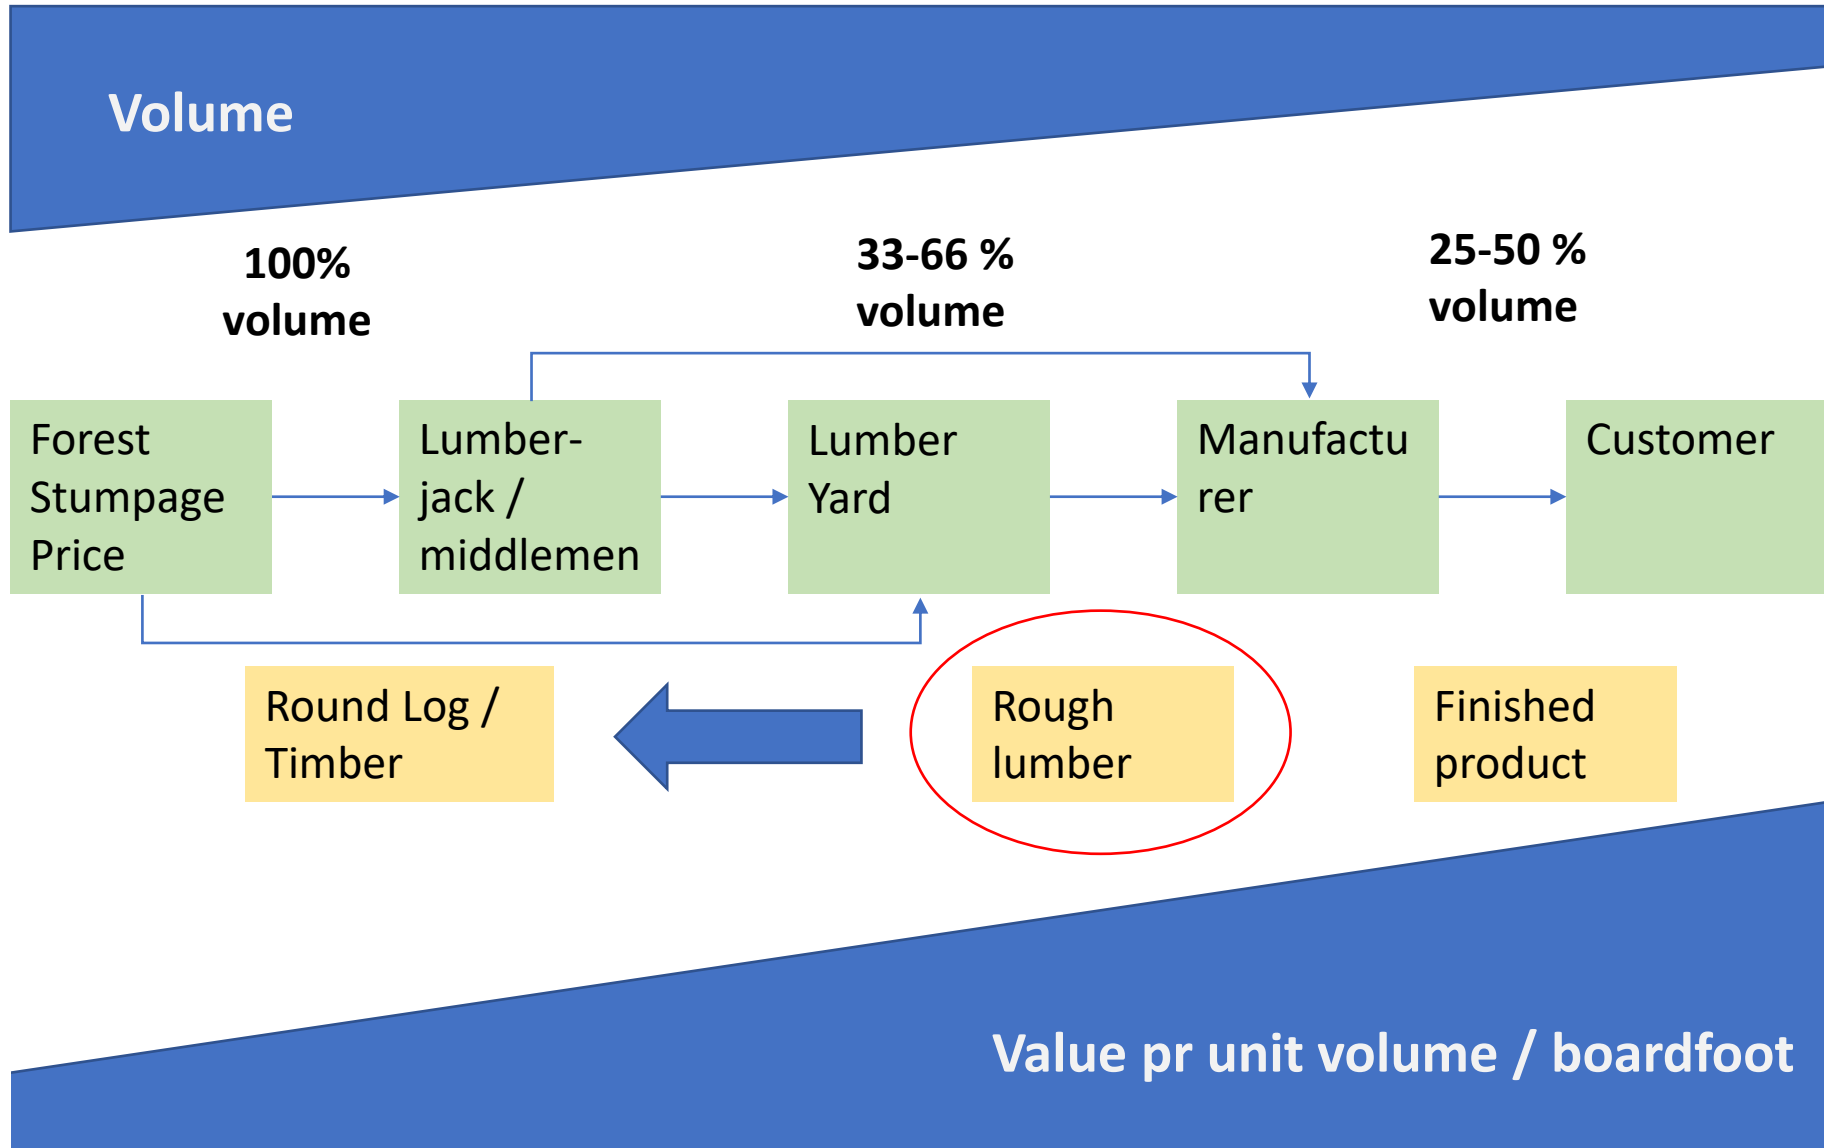 Volume
100%
volume
33-66 %
volume
25-50 %
volume
Forest
Stumpage
Price
Lumber-
jack /
middlemen
Lumber
Yard
Manufactu
rer
Customer
Round Log /
Timber
Rough
lumber
Finished
product
Value pr unit volume / boardfoot